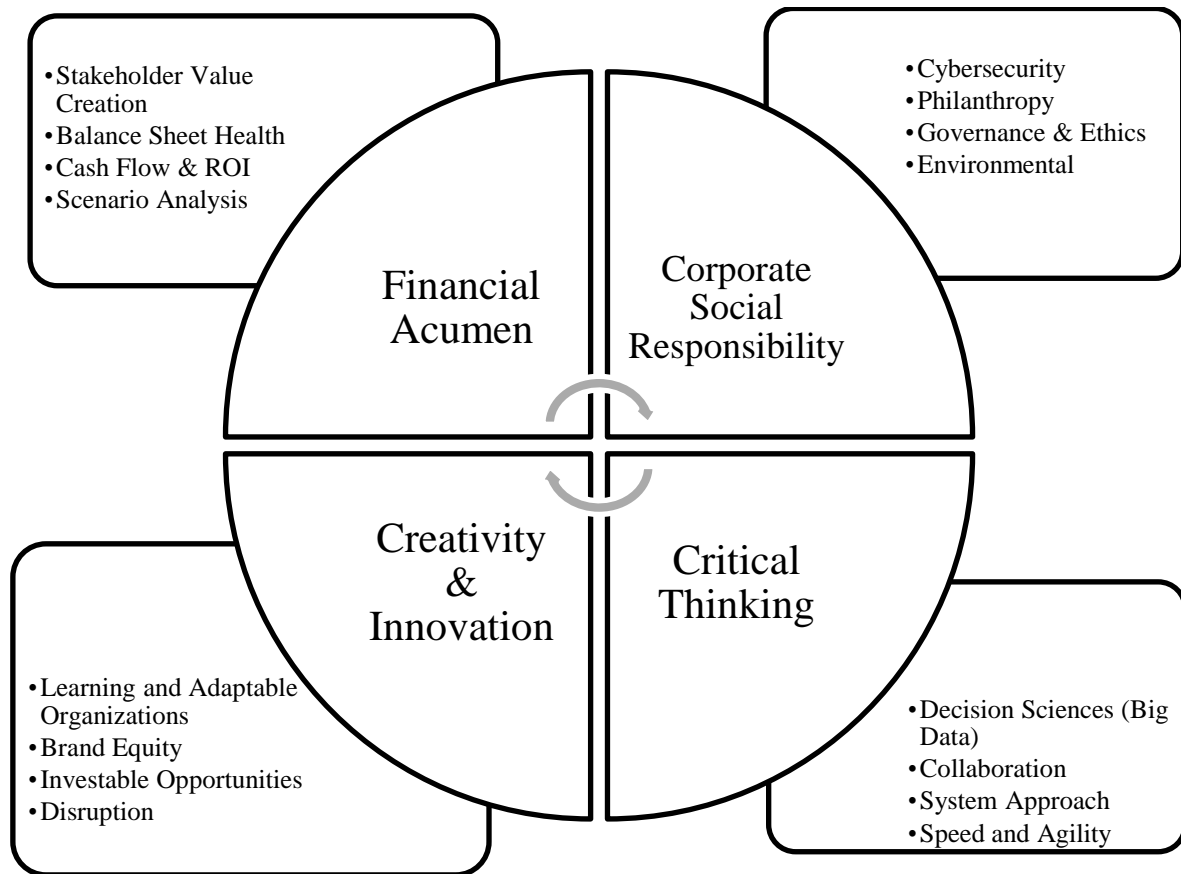 •Stakeholder Value
Creation
•Balance Sheet Health
•Cash Flow & ROI
•Scenario Analysis
•Cybersecurity
•Philanthropy
•Governance & Ethics
•Environmental
Financial
Acumen
Corporate
Social
Responsibility
Creativity
&
Innovation
Critical
Thinking
•Learning and Adaptable
Organizations
•Brand Equity
•Investable Opportunities
•Disruption
•Decision Sciences (Big
Data)
•Collaboration
•System Approach
•Speed and Agility